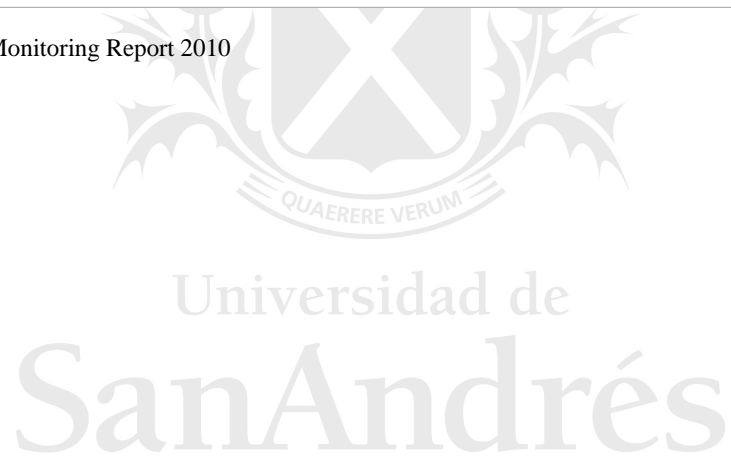 Monitoring Report 2010
QUAERERE VERUM
Universidad de
SanAndrés